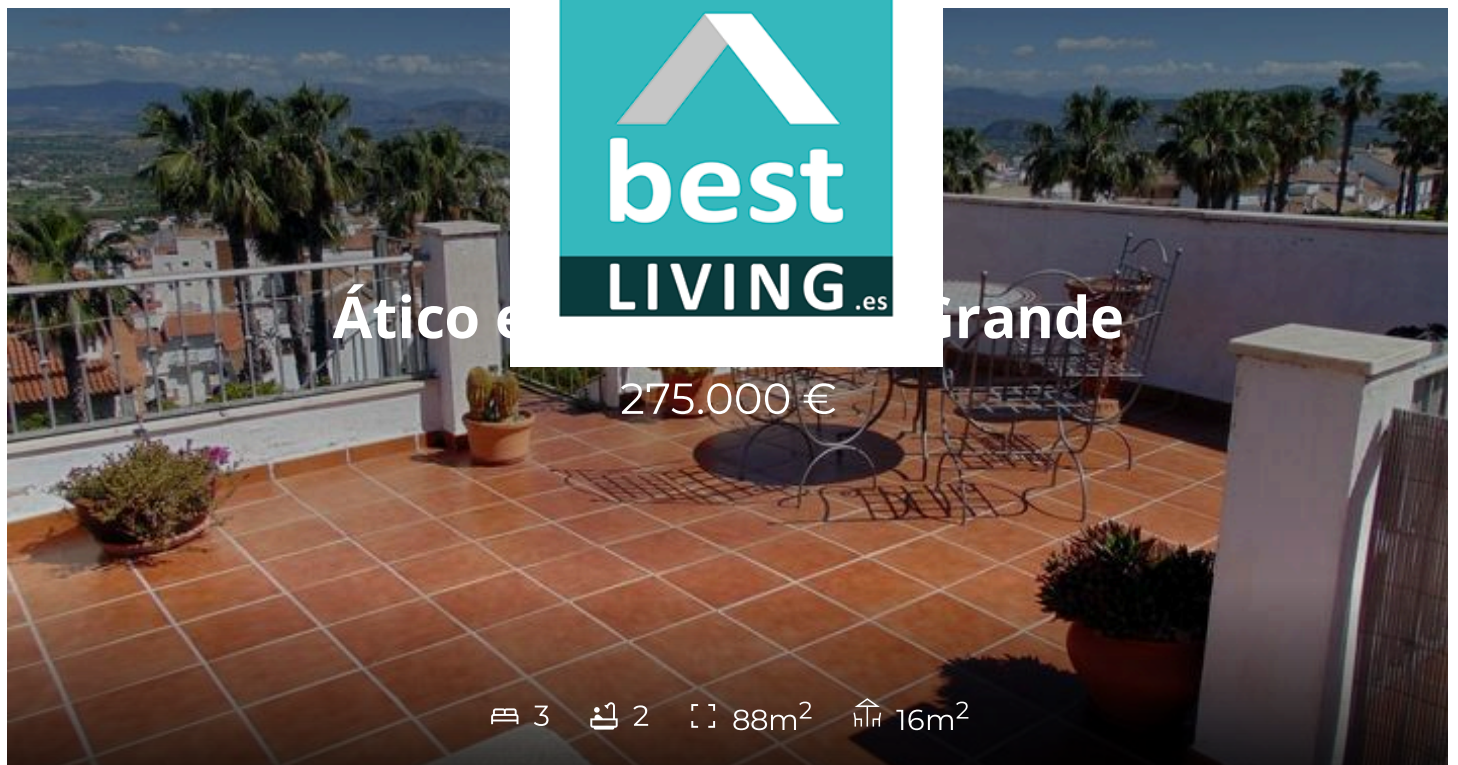 best
LIVING.es
Ático e Grande
275.000 €
3 2 88m² 16m²